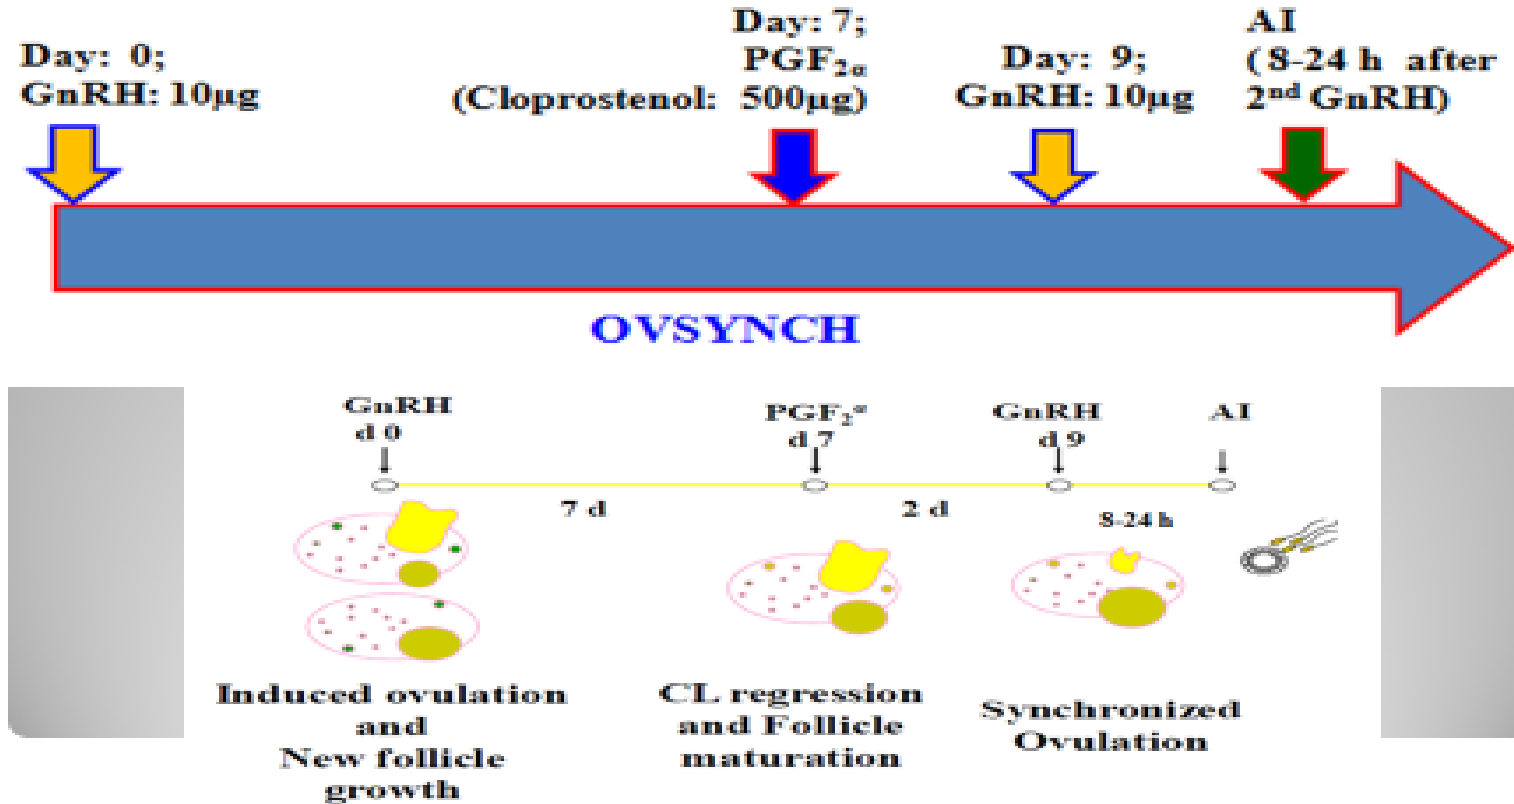 Day: 0;
GnRH: 10µg
Day: 7;
PGF₂α
(Cloprostenol: 500µg)
Day: 9;
GnRH: 10µg
AI
( 8-24 h after
2ⁿᵈ GnRH)
OVSYNCH
GnRH
d 0
PGF₂α
d 7
GnRH
d 9
AI
7 d
2 d
8-24 h
Induced ovulation
and
New follicle
growth
CL regression
and Follicle
maturation
Synchronized
Ovulation